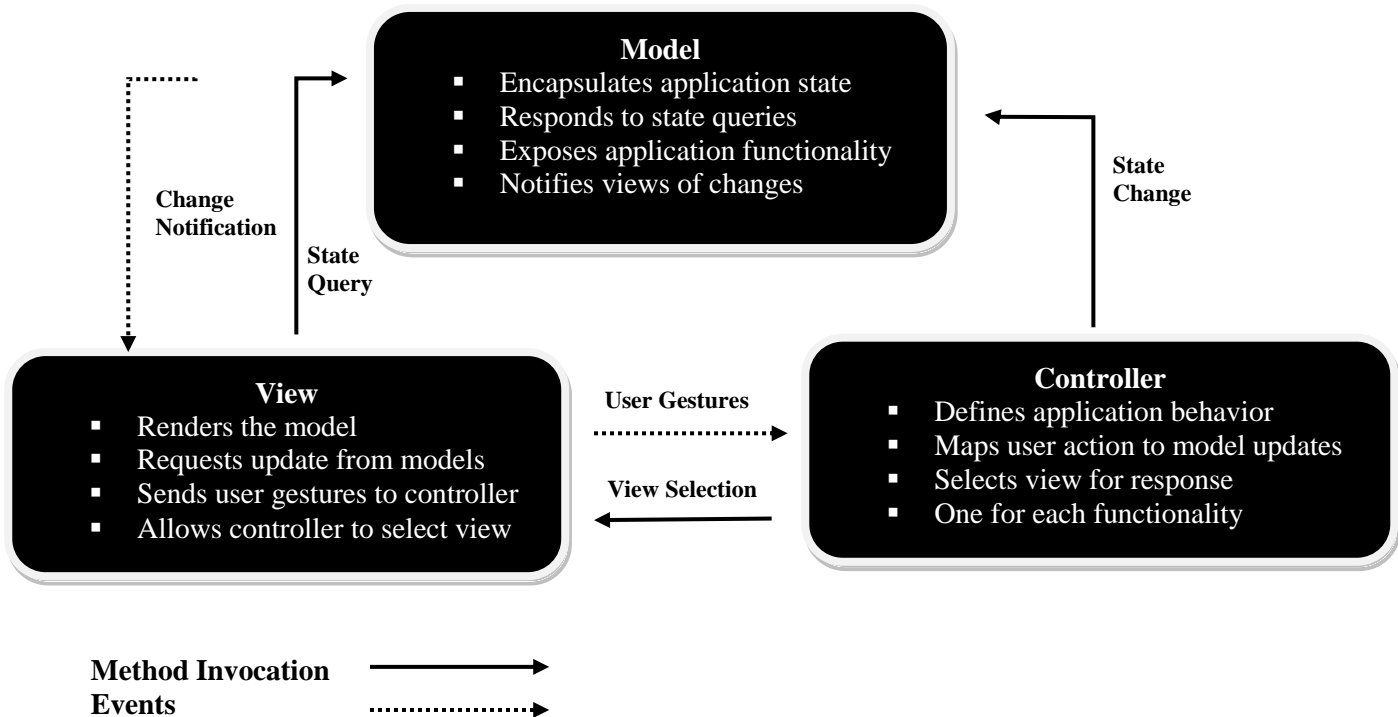 Model
▪ Encapsulates application state
▪ Responds to state queries
▪ Exposes application functionality
▪ Notifies views of changes
Change
Notification
State
Query
State
Change
View
▪ Renders the model
▪ Requests update from models
▪ Sends user gestures to controller
▪ Allows controller to select view
User Gestures
View Selection
Controller
▪ Defines application behavior
▪ Maps user action to model updates
▪ Selects view for response
▪ One for each functionality
Method Invocation
Events